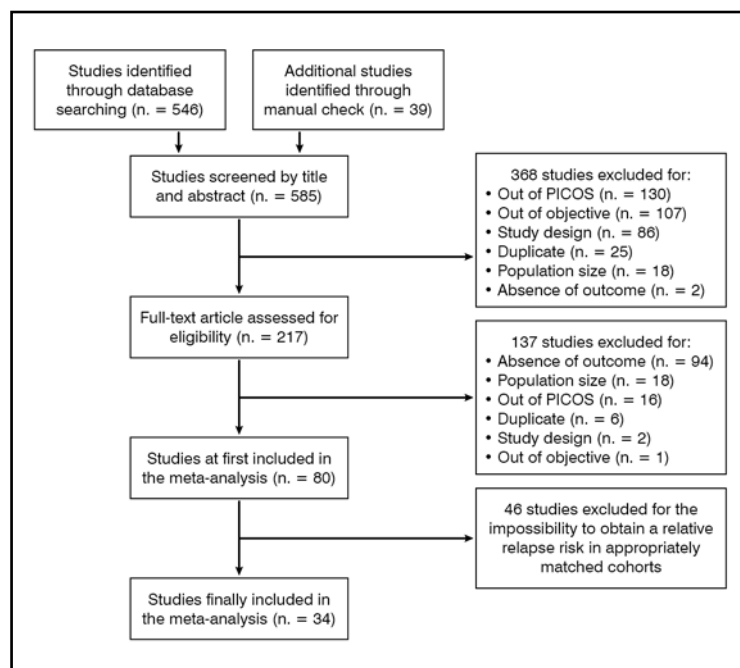 Studies identified
through database
searching (n. = 546)
Additional studies
identified through
manual check (n. = 39)
Studies screened by title
and abstract (n. = 585)
368 studies excluded for:
• Out of PICOS (n. = 130)
• Out of objective (n. = 107)
• Study design (n. = 86)
• Duplicate (n. = 25)
• Population size (n. = 18)
• Absence of outcome (n. = 2)
Full-text article assessed for
eligibility (n. = 217)
137 studies excluded for:
• Absence of outcome (n. = 94)
• Population size (n. = 18)
• Out of PICOS (n. = 16)
• Duplicate (n. = 6)
• Study design (n. = 2)
• Out of objective (n. = 1)
Studies at first included in
the meta-analysis (n. = 80)
46 studies excluded for the
impossibility to obtain a relative
relapse risk in appropriately
matched cohorts
Studies finally included in
the meta-analysis (n. = 34)